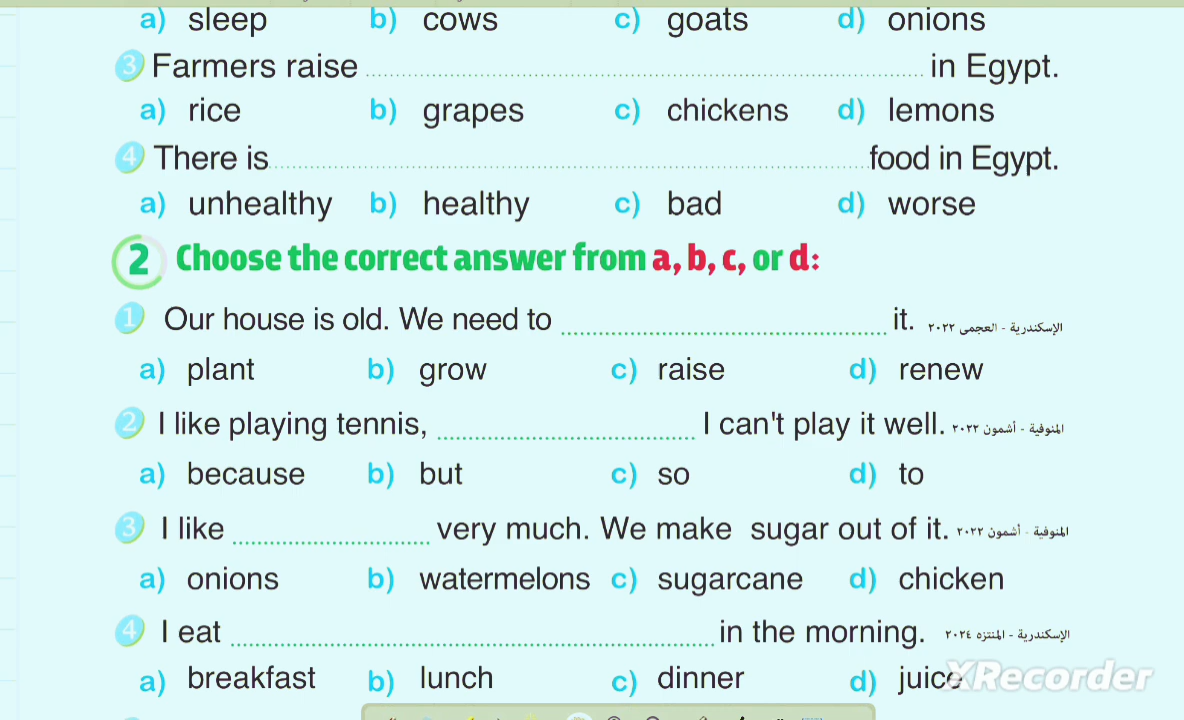 a) sleep b) cows c) goats d) onions
3 Farmers raise ........................ in Egypt.
a) rice b) grapes c) chickens d) lemons
4 There is ........................ food in Egypt.
a) unhealthy b) healthy c) bad d) worse
2 Choose the correct answer from a, b, c, or d:
1 Our house is old. We need to ........................ it. الإسكندرية - العجمى ٢٠٢٢
a) plant b) grow c) raise d) renew
2 I like playing tennis, ........................ I can't play it well. المنوفية - أشمون ٢٠٢٢
a) because b) but c) so d) to
3 I like ........................ very much. We make sugar out of it. المنوفية - أشمون ٢٠٢٢
a) onions b) watermelons c) sugarcane d) chicken
4 I eat ........................ in the morning. الإسكندرية - المنتزه ٢٠٢٤
a) breakfast b) lunch c) dinner d) juice
XRecorder